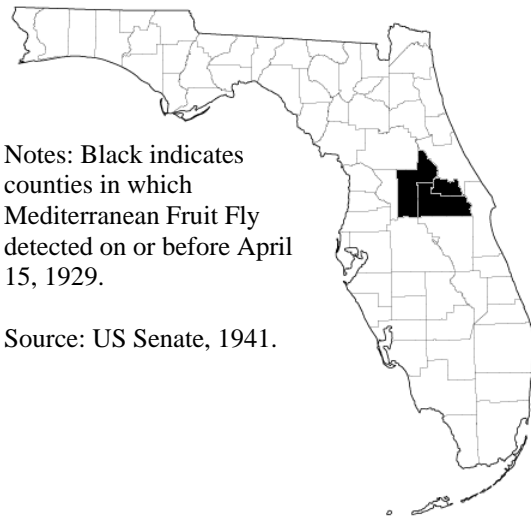 Notes: Black indicates
counties in which
Mediterranean Fruit Fly
detected on or before April
15, 1929.
Source: US Senate, 1941.